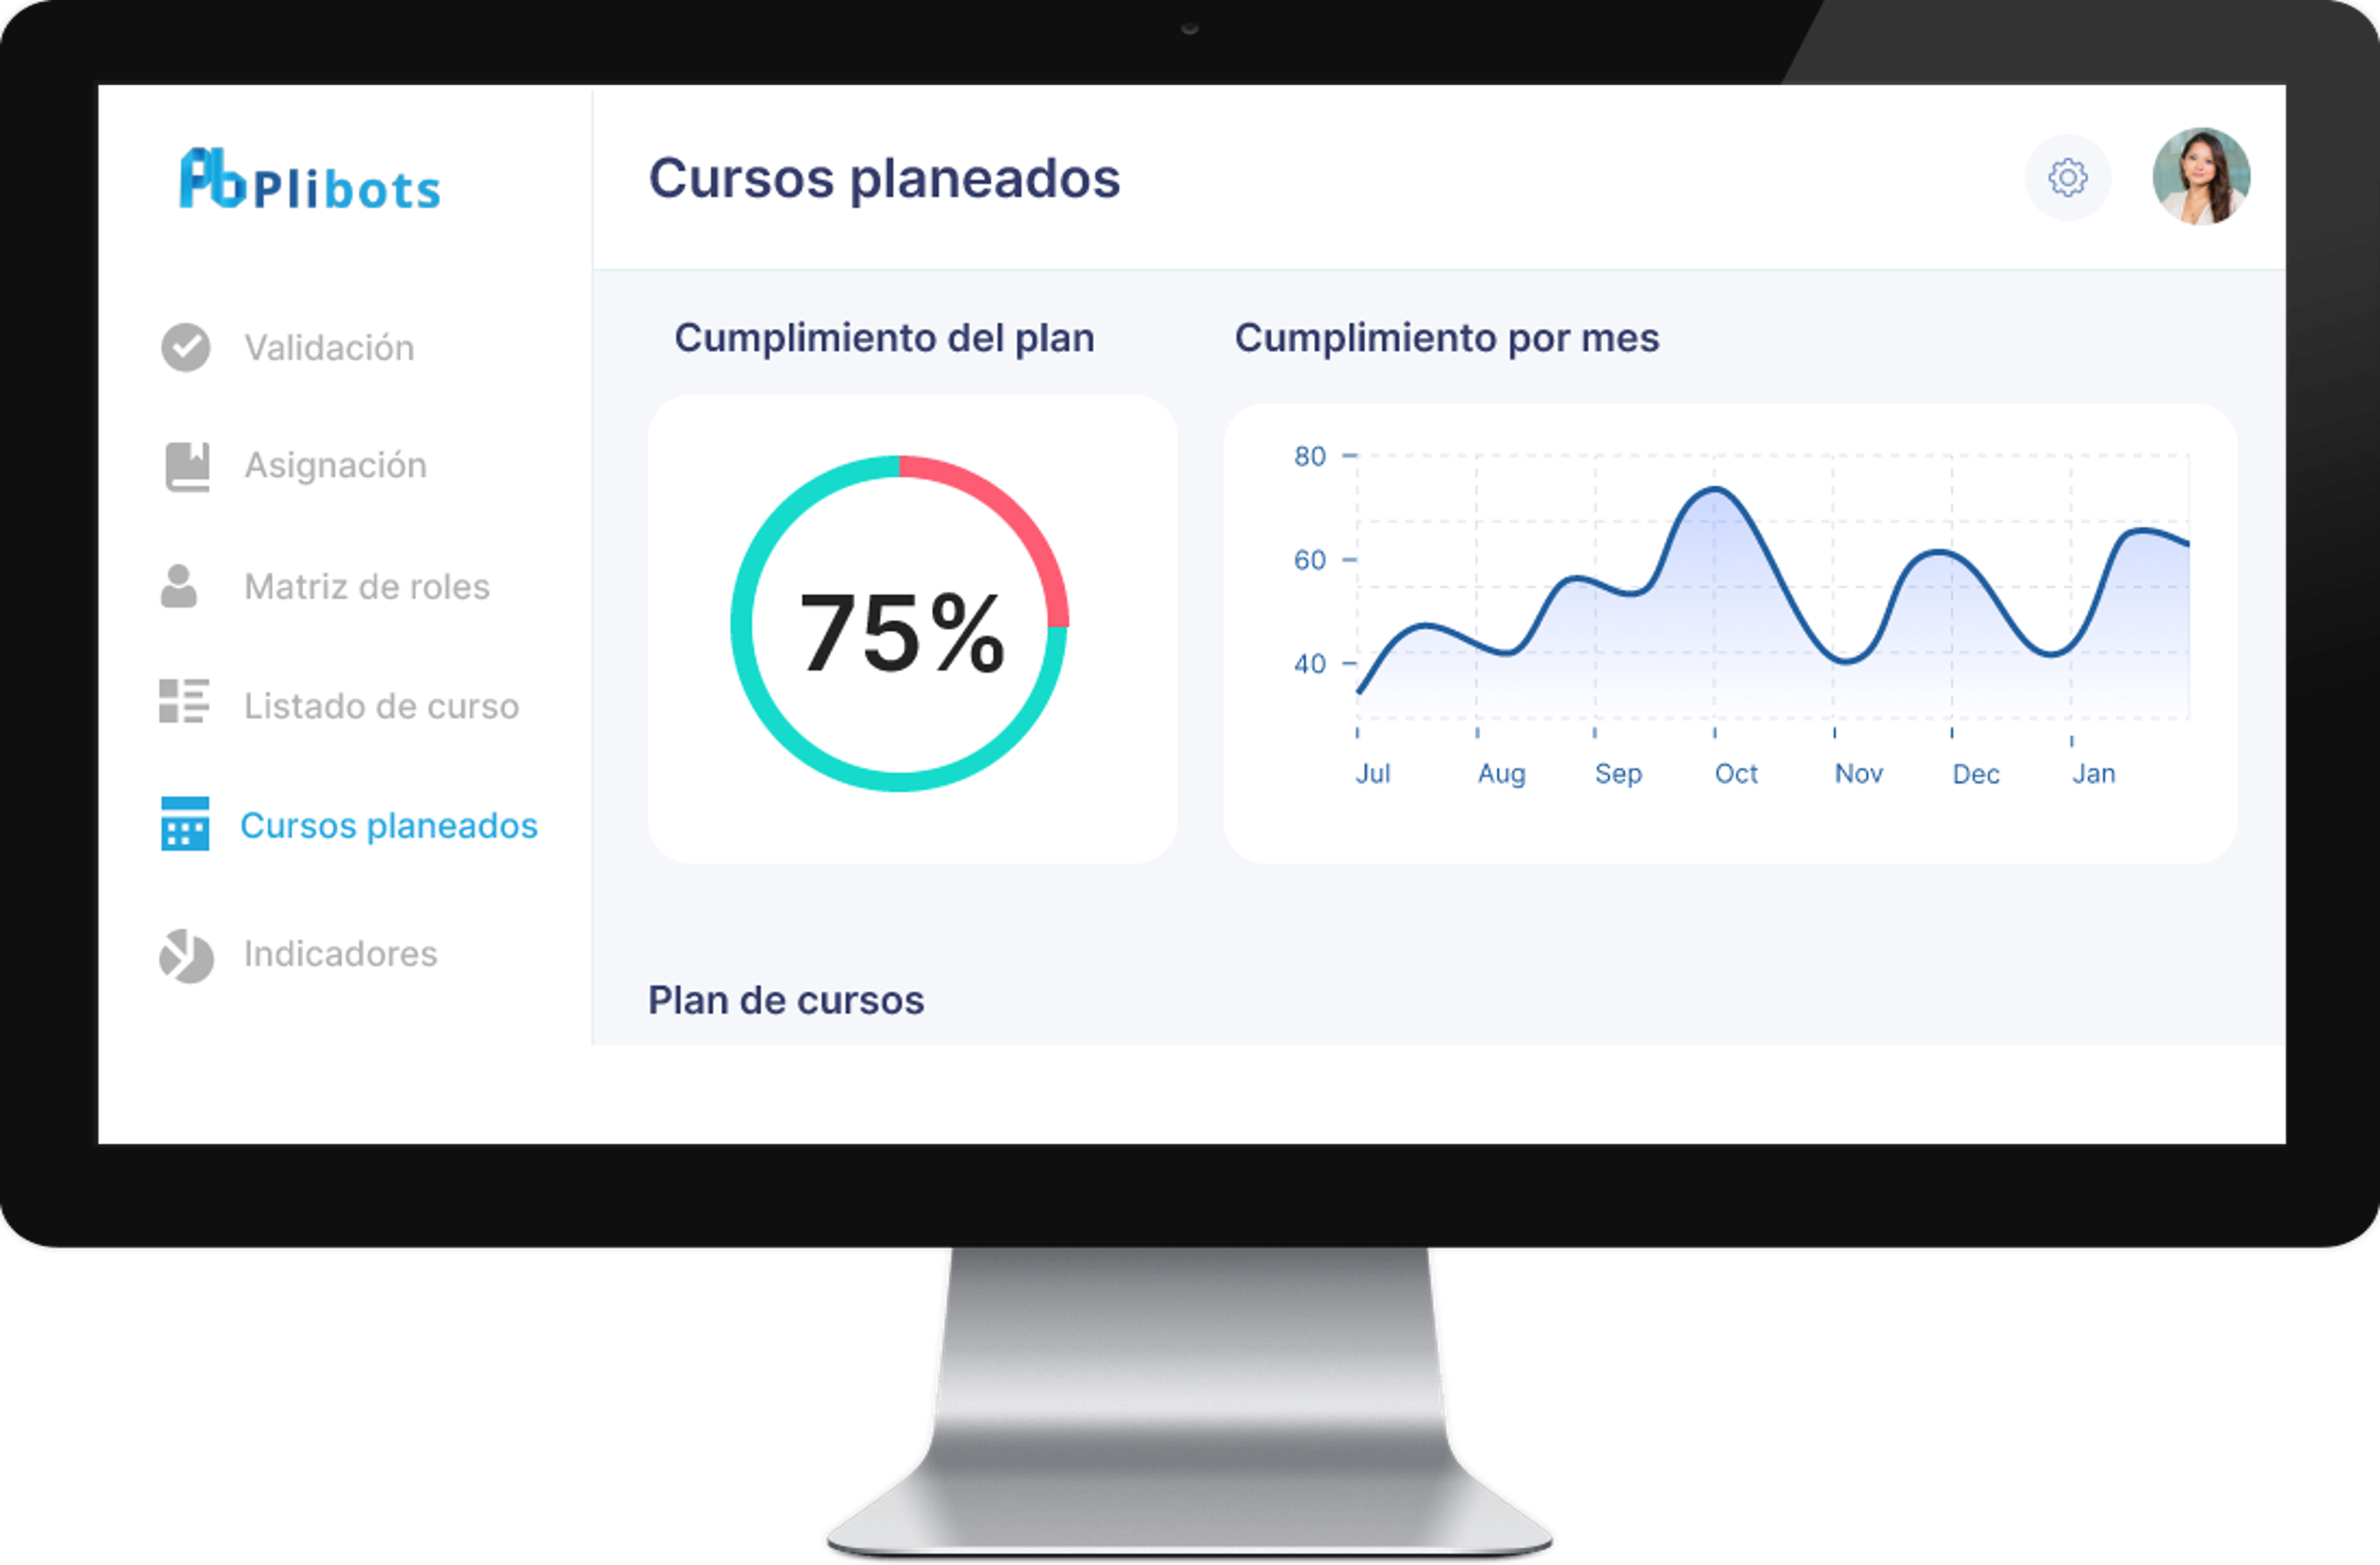 Plibots
Cursos planeados
Validación
Asignación
Matriz de roles
Listado de curso
Cursos planeados
Indicadores
Cumplimiento del plan
75%
Cumplimiento por mes
80
60
40
Jul Aug Sep Oct Nov Dec Jan
Plan de cursos